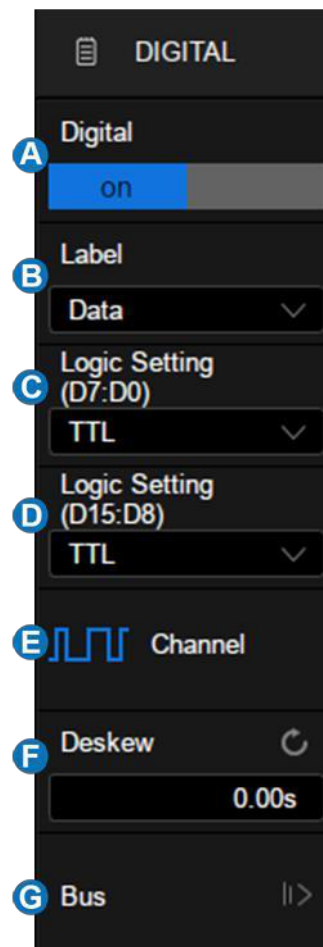 DIGITAL
Digital
A
on
Label
B
Data
Logic Setting
C
(D7:D0)
TTL
Logic Setting
D
(D15:D8)
TTL
E
Channel
Deskew
F
0.00s
G
Bus